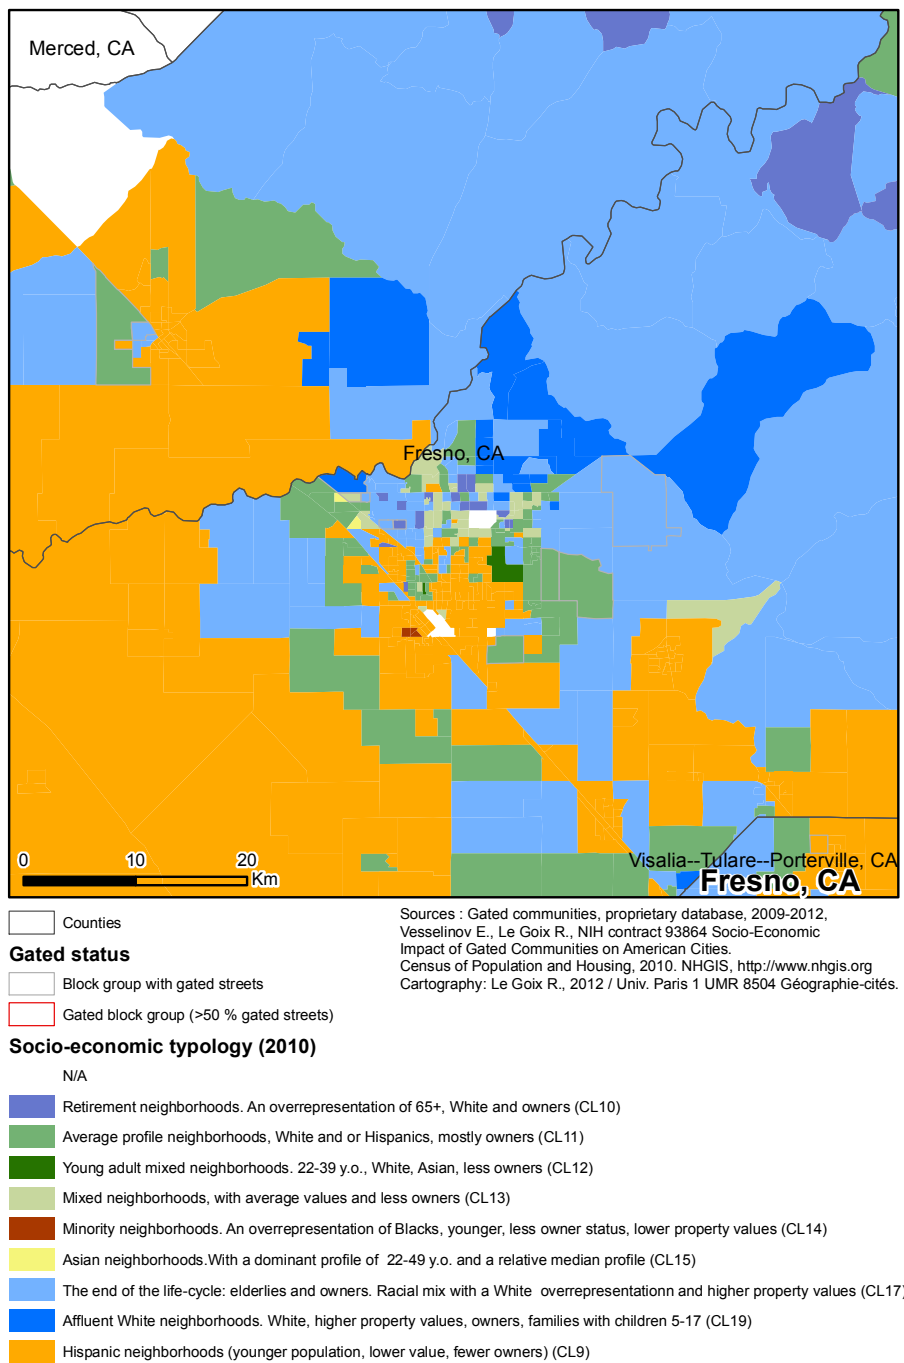 Merced, CA
Fresno, CA
0
10
20
Km
Visalia--Tulare--Porterville, CA
Fresno, CA
Counties
Gated status
Block group with gated streets
Gated block group (>50 % gated streets)
Sources : Gated communities, proprietary database, 2009-2012,
Vesselinov E., Le Goix R., NIH contract 93864 Socio-Economic
Impact of Gated Communities on American Cities.
Census of Population and Housing, 2010. NHGIS, http://www.nhgis.org
Cartography: Le Goix R., 2012 / Univ. Paris 1 UMR 8504 Géographie-cités.
Socio-economic typology (2010)
N/A
Retirement neighborhoods. An overrepresentation of 65+, White and owners (CL10)
Average profile neighborhoods, White and or Hispanics, mostly owners (CL11)
Young adult mixed neighborhoods. 22-39 y.o., White, Asian, less owners (CL12)
Mixed neighborhoods, with average values and less owners (CL13)
Minority neighborhoods. An overrepresentation of Blacks, younger, less owner status, lower property values (CL14)
Asian neighborhoods.With a dominant profile of 22-49 y.o. and a relative median profile (CL15)
The end of the life-cycle: elderlies and owners. Racial mix with a White overrepresentationn and higher property values (CL17)
Affluent White neighborhoods. White, higher property values, owners, families with children 5-17 (CL19)
Hispanic neighborhoods (younger population, lower value, fewer owners) (CL9)